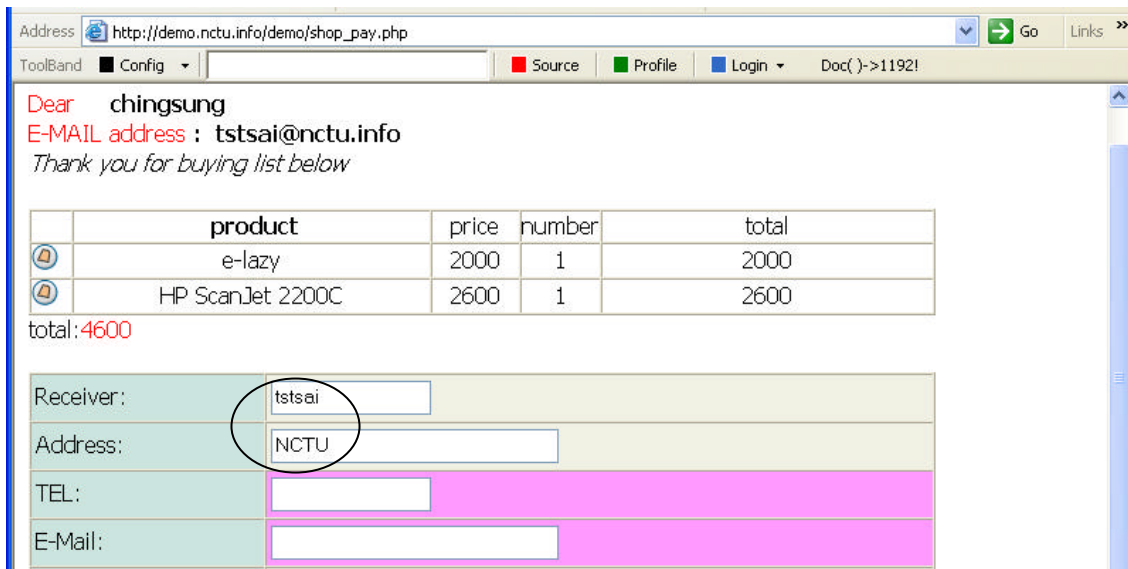 Address http://demo.nctu.info/demo/shop_pay.php Go Links »
ToolBand Config Source Profile Login Doc( )->1192!
Dear chingsung
E-MAIL address : tstsai@nctu.info
Thank you for buying list below
product price number total
e-lazy 2000 1 2000
HP ScanJet 2200C 2600 1 2600
total:4600
Receiver: tstsai
Address: NCTU
TEL:
E-Mail: